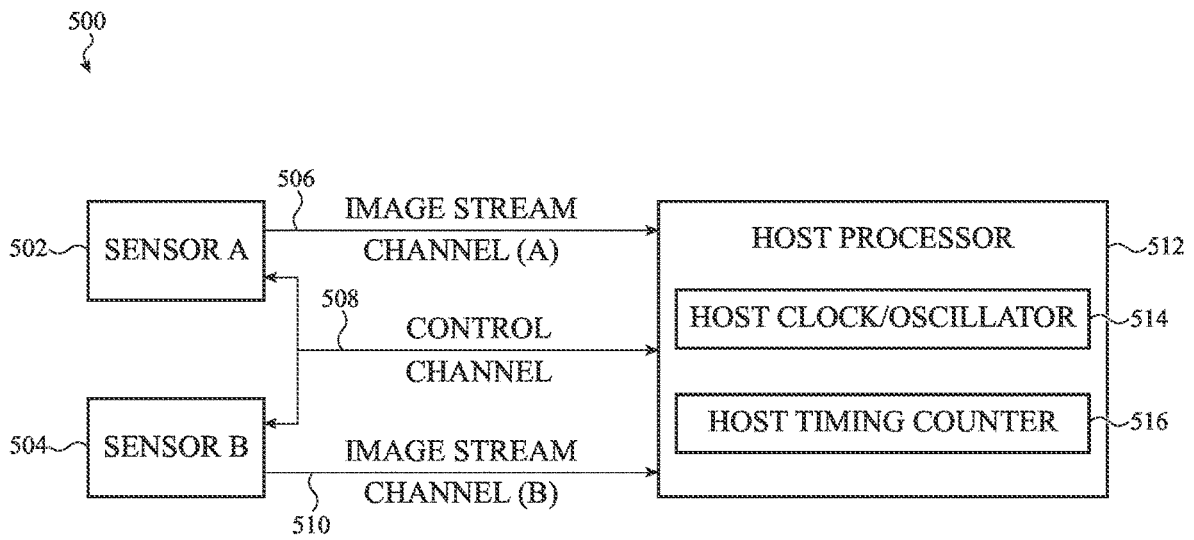 500
506
IMAGE STREAM
CHANNEL (A)
502
SENSOR A
HOST PROCESSOR
512
508
CONTROL
CHANNEL
HOST CLOCK/OSCILLATOR
514
504
SENSOR B
IMAGE STREAM
CHANNEL (B)
510
HOST TIMING COUNTER
516